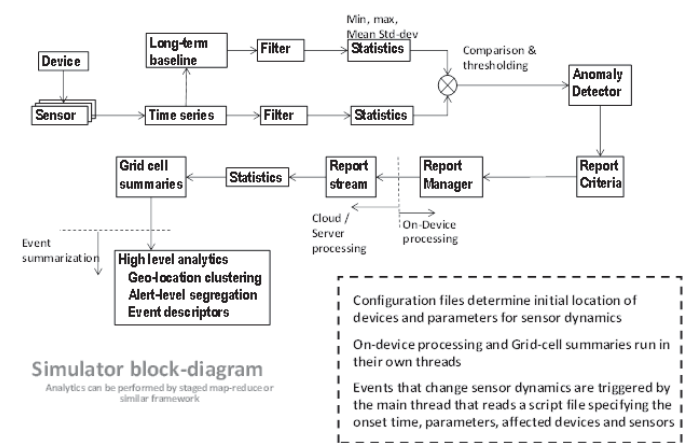 Min, max,
Mean Std-dev
Long-term
baseline
Filter
Statistics
Comparison &
thresholding
Device
Anomaly
Detector
Sensor
Time series
Filter
Statistics
Grid cell
summaries
Statistics
Report
stream
Report
Manager
Report
Criteria
Cloud /
Server
processing
On-Device
processing
Event
summarization
High level analytics
Geo-location clustering
Alert-level segregation
Event descriptors
Configuration files determine initial location of
devices and parameters for sensor dynamics
On-device processing and Grid-cell summaries run in
their own threads
Events that change sensor dynamics are triggered by
the main thread that reads a script file specifying the
onset time, parameters, affected devices and sensors
Simulator block-diagram
Analytics can be performed by staged map-reduce or
similar framework